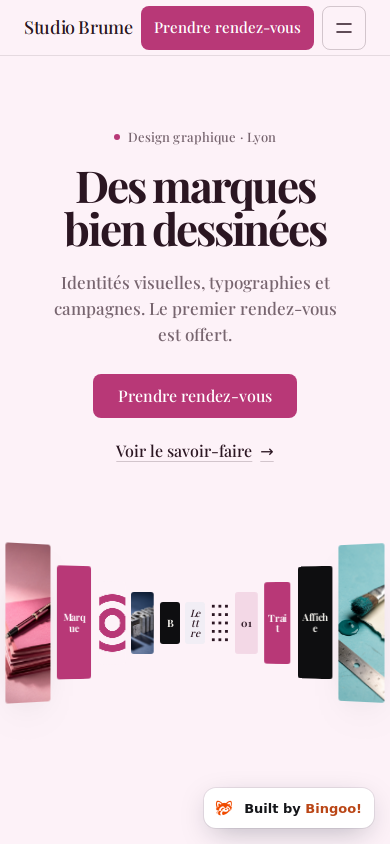 Studio Brume
Prendre rendez-vous
Design graphique · Lyon
Des marques
bien dessinées
Identités visuelles, typographies et
campagnes. Le premier rendez-vous
est offert.
Prendre rendez-vous
Voir le savoir-faire →
Marq
ue
B
Le
tt
re
01
Trai
t
Affich
e
Built by Bingoo!